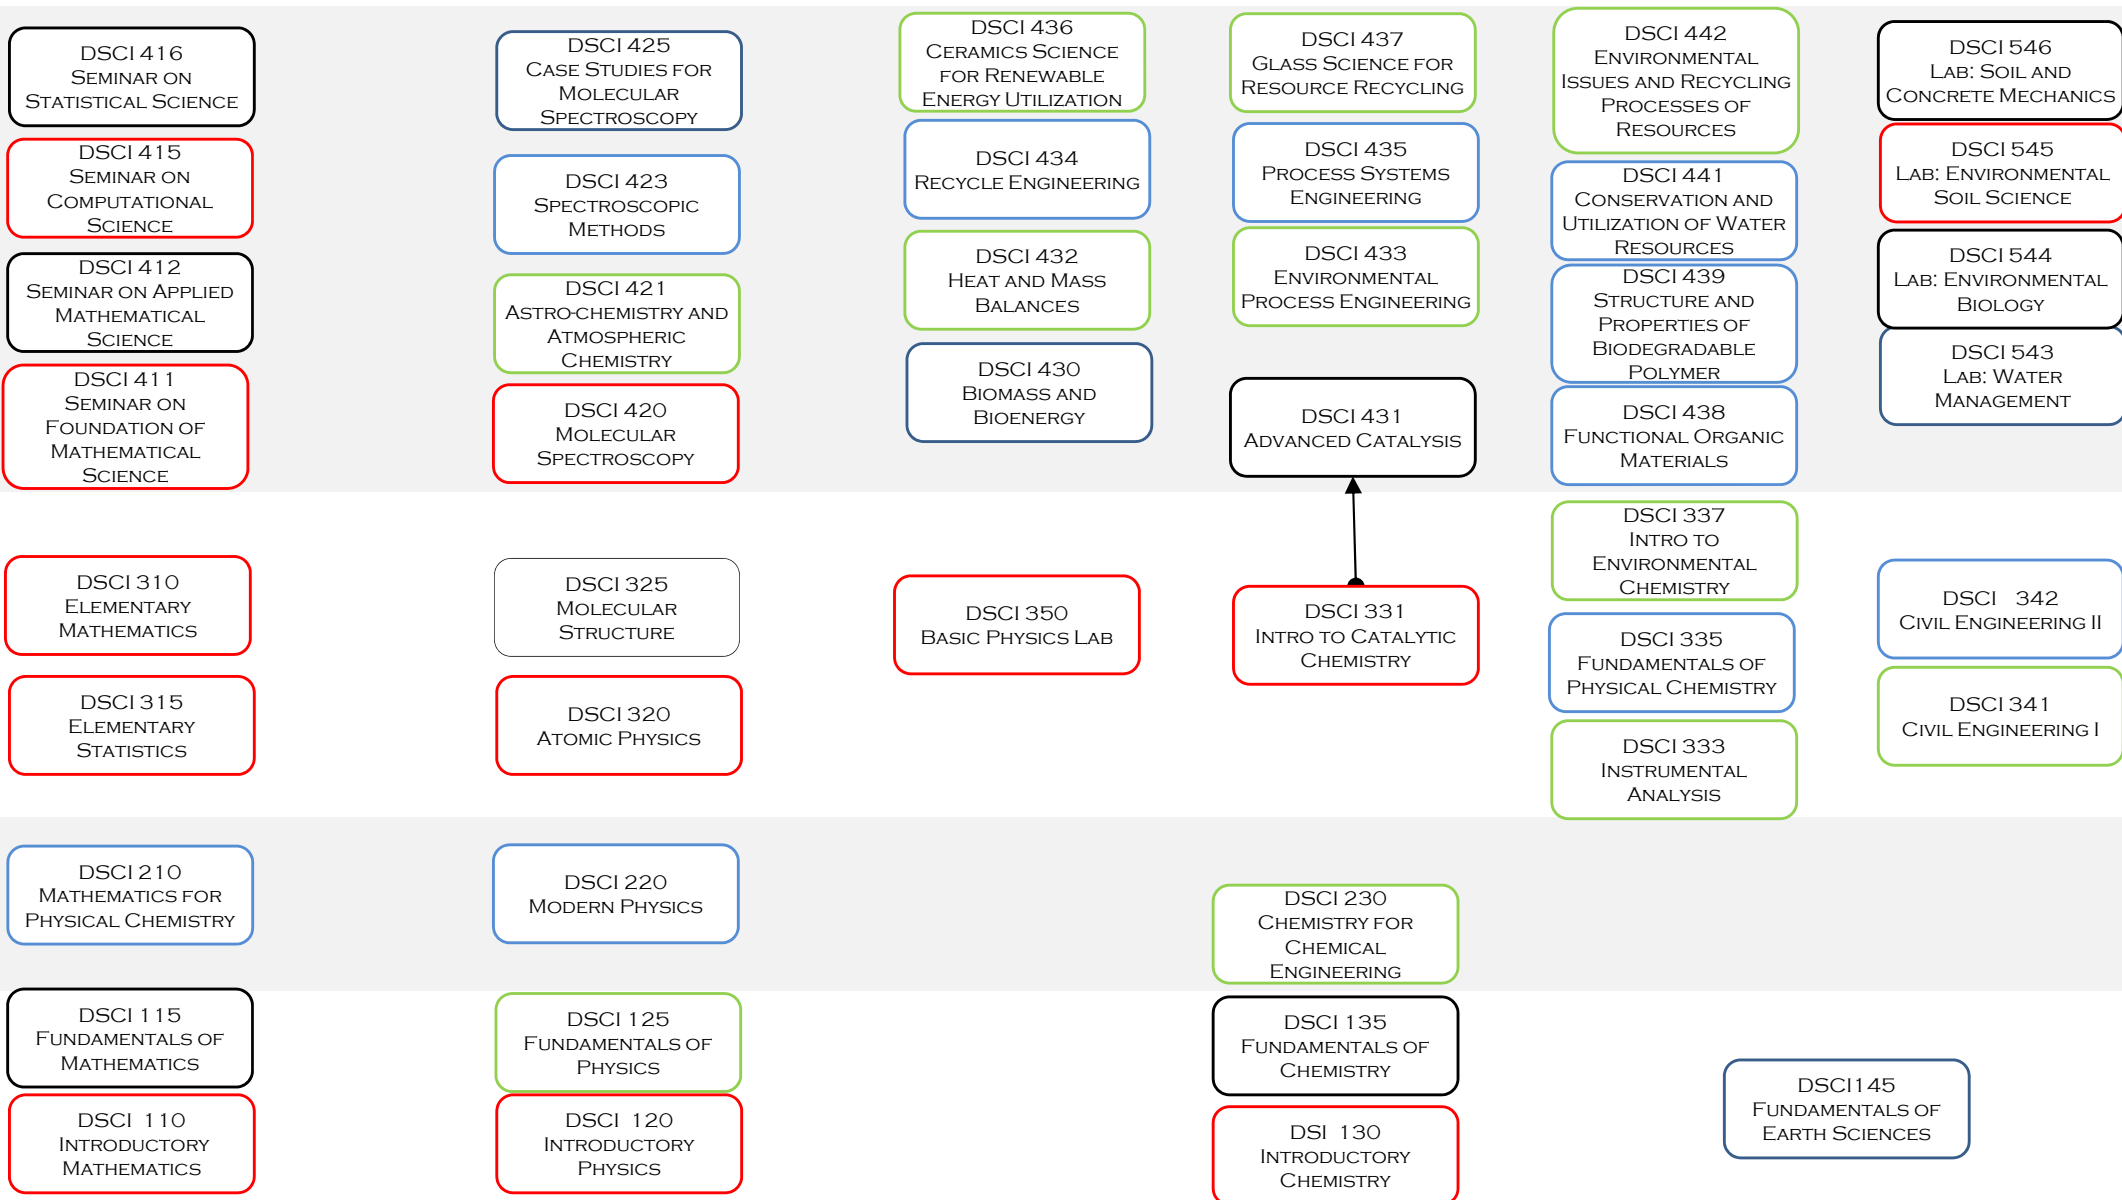 DSCI 416
Seminar on
Statistical Science
DSCI 415
Seminar on
Computational
Science
DSCI 412
Seminar on Applied
Mathematical
Science
DSCI 411
Seminar on
Foundation of
Mathematical
Science
DSCI 425
Case Studies for
Molecular
Spectroscopy
DSCI 423
Spectroscopic
Methods
DSCI 421
Astro-chemistry and
Atmospheric
Chemistry
DSCI 420
Molecular
Spectroscopy
DSCI 436
Ceramics Science
for Renewable
Energy Utilization
DSCI 434
Recycle Engineering
DSCI 432
Heat and Mass
Balances
DSCI 430
Biomass and
Bioenergy
DSCI 437
Glass Science for
Resource Recycling
DSCI 435
Process Systems
Engineering
DSCI 433
Environmental
Process Engineering
DSCI 431
Advanced Catalysis
DSCI 442
Environmental
Issues and Recycling
Processes of
Resources
DSCI 441
Conservation and
Utilization of Water
Resources
DSCI 439
Structure and
Properties of
Biodegradable
Polymer
DSCI 438
Functional Organic
Materials
DSCI 546
Lab: Soil and
Concrete Mechanics
DSCI 545
Lab: Environmental
Soil Science
DSCI 544
Lab: Environmental
Biology
DSCI 543
Lab: Water
Management
DSCI 310
Elementary
Mathematics
DSCI 315
Elementary
Statistics
DSCI 325
Molecular
Structure
DSCI 320
Atomic Physics
DSCI 350
Basic Physics Lab
DSCI 331
Intro to Catalytic
Chemistry
DSCI 337
Intro to
Environmental
Chemistry
DSCI 335
Fundamentals of
Physical Chemistry
DSCI 333
Instrumental
Analysis
DSCI 342
Civil Engineering II
DSCI 341
Civil Engineering I
DSCI 210
Mathematics for
Physical Chemistry
DSCI 220
Modern Physics
DSCI 230
Chemistry for
Chemical
Engineering
DSCI 115
Fundamentals of
Mathematics
DSCI 110
Introductory
Mathematics
DSCI 125
Fundamentals of
Physics
DSCI 120
Introductory
Physics
DSCI 135
Fundamentals of
Chemistry
DSI 130
Introductory
Chemistry
DSCI145
Fundamentals of
Earth Sciences